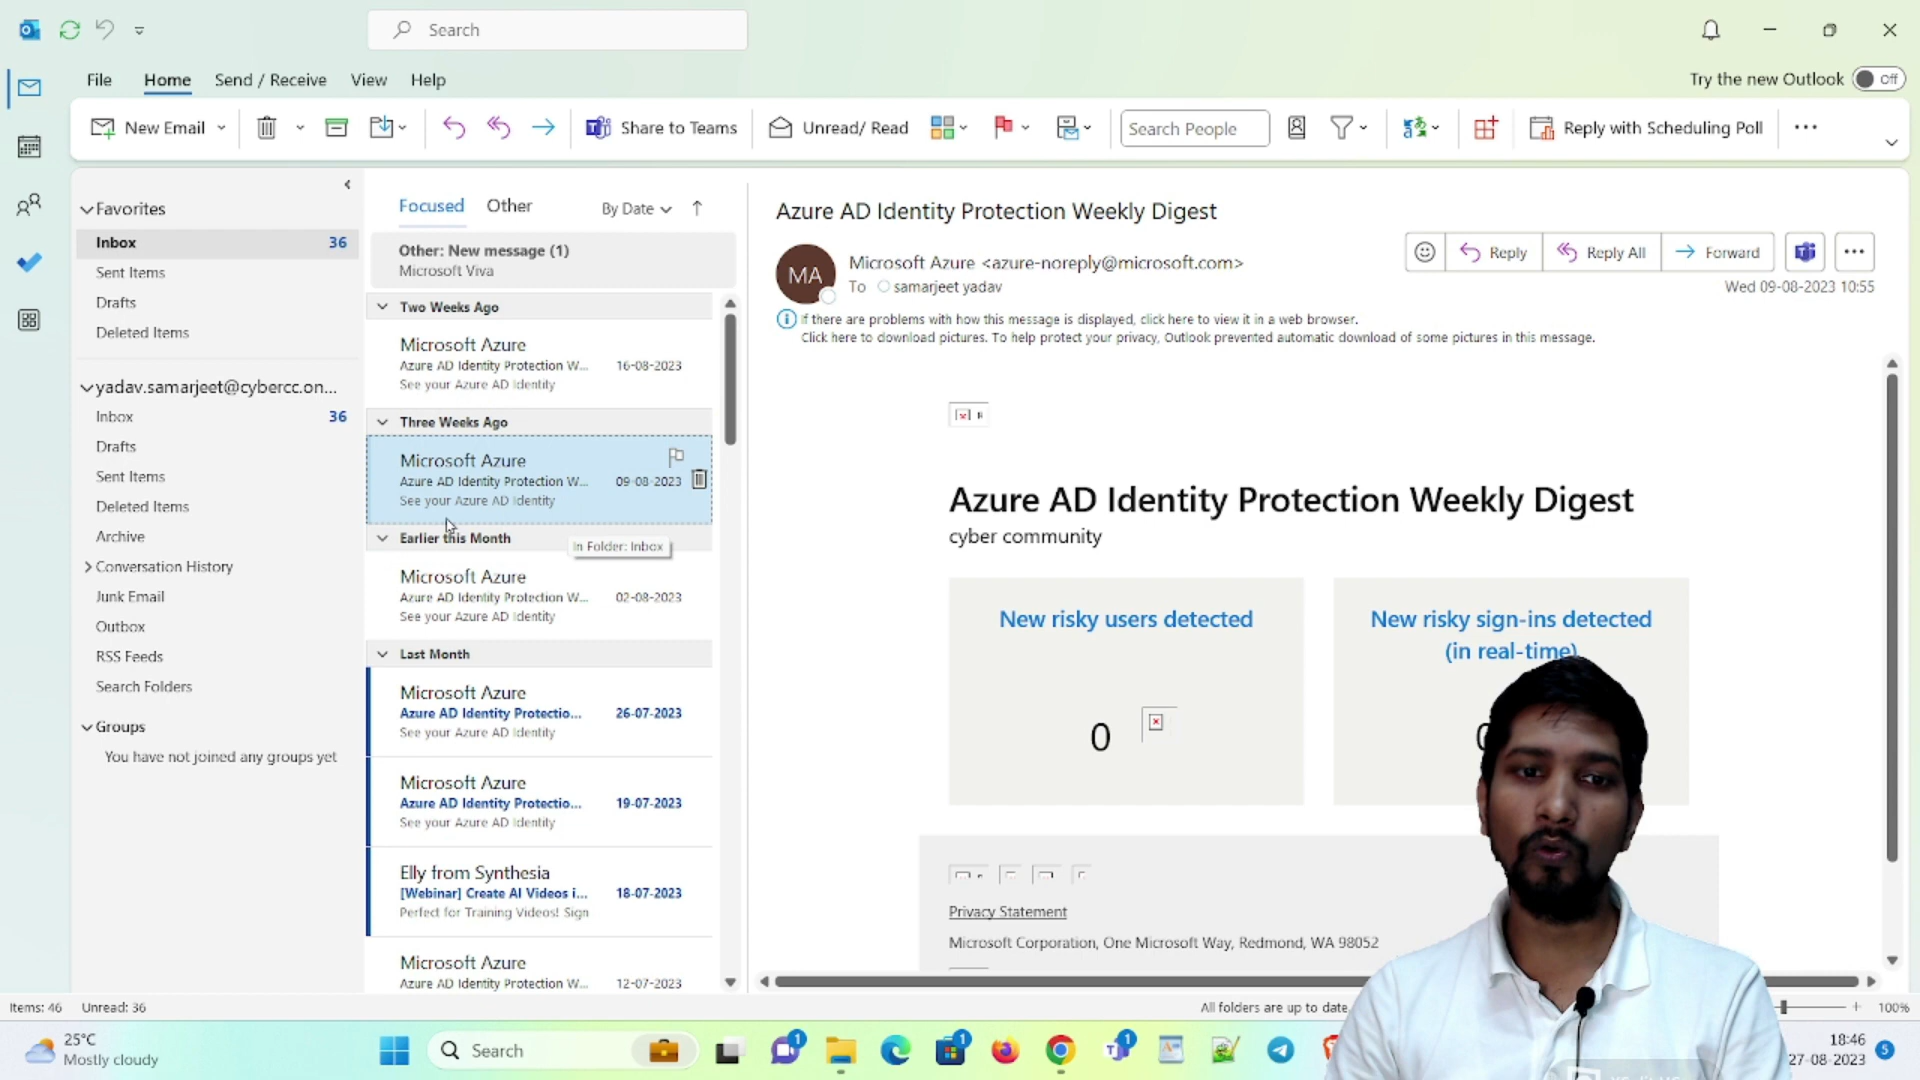 Search
File Home Send / Receive View Help
Try the new Outlook Off
New Email Share to Teams Unread/ Read Search People Reply with Scheduling Poll
Favorites
Inbox 36
Sent Items
Drafts
Deleted Items
yadav.samarjeet@cybercc.on...
Inbox 36
Drafts
Sent Items
Deleted Items
Archive
Conversation History
Junk Email
Outbox
RSS Feeds
Search Folders
Groups
You have not joined any groups yet
Focused Other By Date
Other: New message (1)
Microsoft Viva
Two Weeks Ago
Microsoft Azure
Azure AD Identity Protection W... 16-08-2023
See your Azure AD Identity
Three Weeks Ago
Microsoft Azure
Azure AD Identity Protection W... 09-08-2023
See your Azure AD Identity
Earlier this Month
In Folder: Inbox
Microsoft Azure
Azure AD Identity Protection W... 02-08-2023
See your Azure AD Identity
Last Month
Microsoft Azure
Azure AD Identity Protectio... 26-07-2023
See your Azure AD Identity
Microsoft Azure
Azure AD Identity Protectio... 19-07-2023
See your Azure AD Identity
Elly from Synthesia
[Webinar] Create AI Videos i... 18-07-2023
Perfect for Training Videos! Sign
Microsoft Azure
Azure AD Identity Protection W... 12-07-2023
Azure AD Identity Protection Weekly Digest
MA
Microsoft Azure <azure-noreply@microsoft.com>
To samarjeet yadav
Reply Reply All Forward
Wed 09-08-2023 10:55
If there are problems with how this message is displayed, click here to view it in a web browser.
Click here to download pictures. To help protect your privacy, Outlook prevented automatic download of some pictures in this message.
Azure AD Identity Protection Weekly Digest
cyber community
New risky users detected
0
New risky sign-ins detected
(in real-time)
Privacy Statement
Microsoft Corporation, One Microsoft Way, Redmond, WA 98052
Items: 46 Unread: 36
All folders are up to date.
100%
25°C
Mostly cloudy
Search
1
1
1
18:46
27-08-2023
5